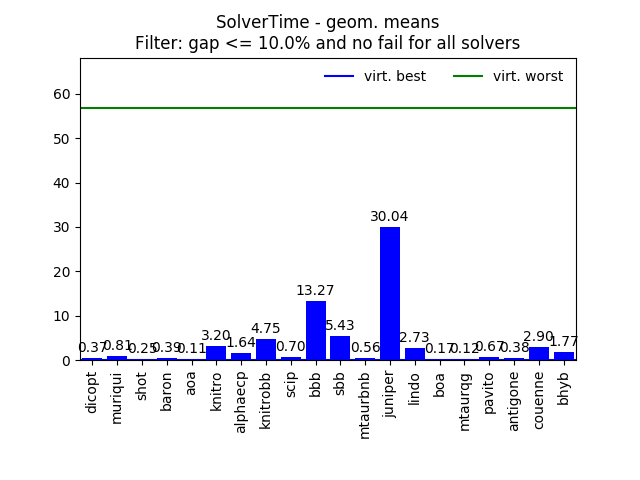 SolverTime - geom. means
Filter: gap <= 10.0% and no fail for all solvers
virt. best virt. worst
60
50
40
30
20
10
0
0.37 0.81 0.25 0.39 0.11 3.20 1.64 4.75 0.70 13.27 5.43 0.56 30.04 2.73 0.17 0.12 0.67 0.38 2.90 1.77
dicopt muriqui shot baron aoa knitro alphaecp knitrobb scip bbb sbb mtaurbnb juniper lindo boa mtaurqg pavito antigone couenne bhyb